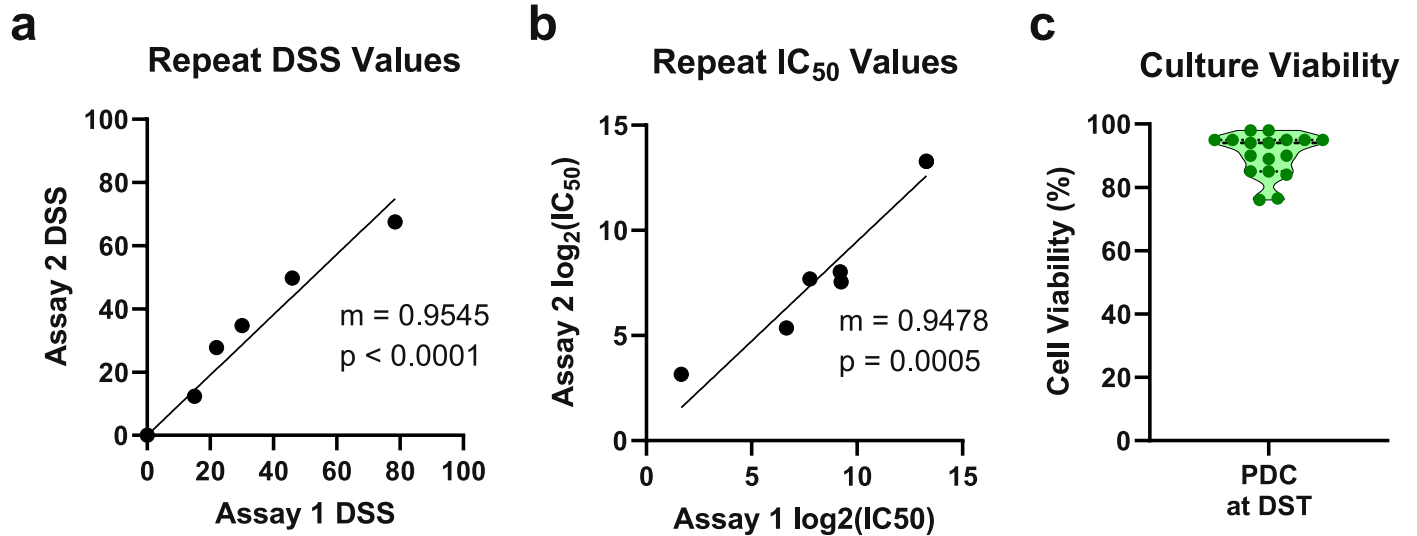 a
Repeat DSS Values
Assay 2 DSS
100
80
60
40
20
0
m = 0.9545
p < 0.0001
0 20 40 60 80 100
Assay 1 DSS
b
Repeat IC50 Values
Assay 2 log2(IC50)
15
10
5
0
m = 0.9478
p = 0.0005
0 5 10 15
Assay 1 log2(IC50)
c
Culture Viability
Cell Viability (%)
100
80
60
40
20
0
PDC
at DST